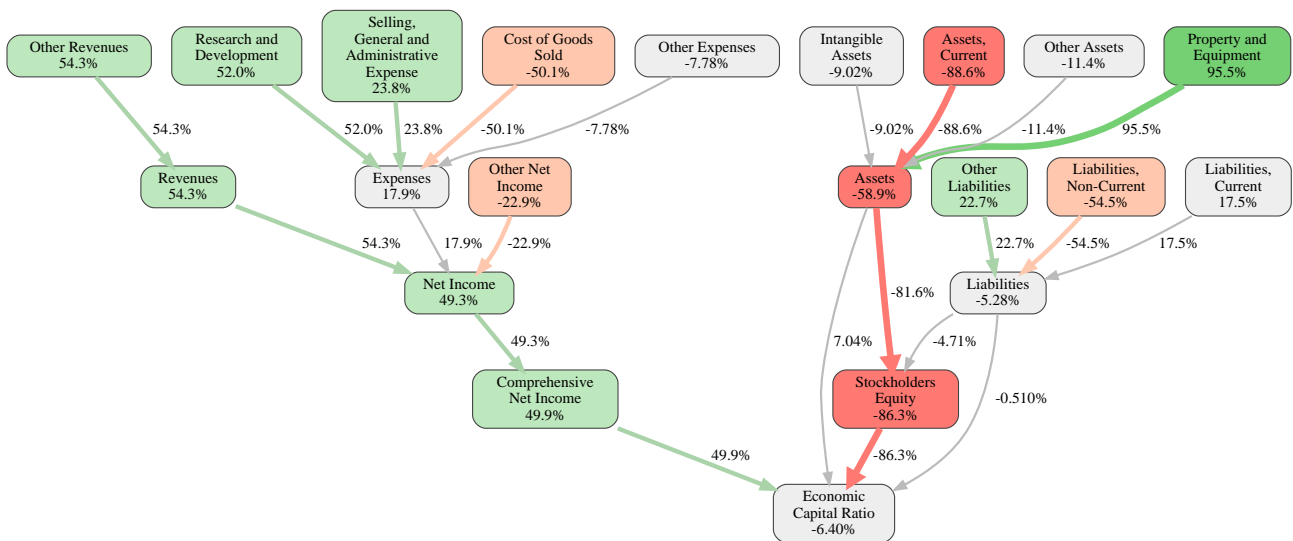 Other Revenues
54.3%
Research and
Development
52.0%
Selling,
General and
Administrative
Expense
23.8%
Cost of Goods
Sold
-50.1%
Other Expenses
-7.78%
Intangible
Assets
-9.02%
Assets,
Current
-88.6%
Other Assets
-11.4%
Property and
Equipment
95.5%
54.3%
52.0%
23.8%
-50.1%
-7.78%
-9.02%
-88.6%
-11.4%
95.5%
Revenues
54.3%
Expenses
17.9%
Other Net
Income
-22.9%
Assets
-58.9%
Other
Liabilities
22.7%
Liabilities,
Non-Current
-54.5%
Liabilities,
Current
17.5%
54.3%
17.9%
-22.9%
22.7%
-54.5%
17.5%
Net Income
49.3%
-81.6%
Liabilities
-5.28%
49.3%
7.04%
-4.71%
Comprehensive
Net Income
49.9%
Stockholders
Equity
-86.3%
-0.510%
49.9%
-86.3%
Economic
Capital Ratio
-6.40%